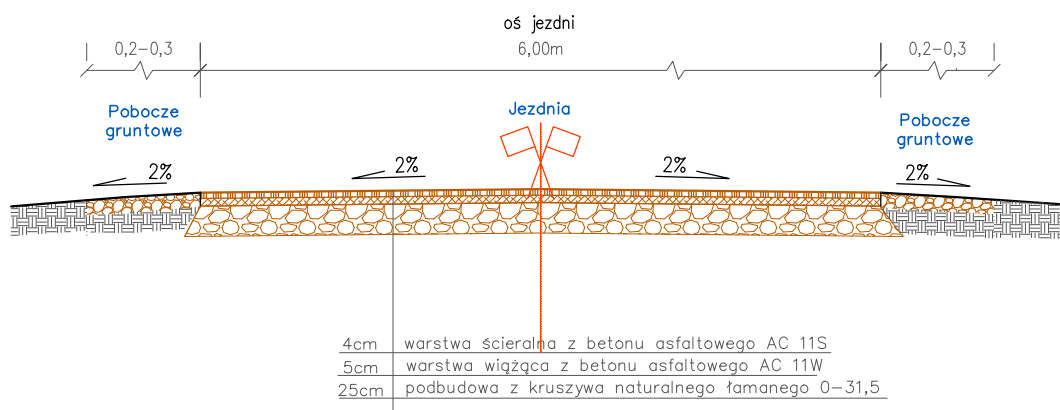 oś jezdni
0,2-0,3
6,00m
0,2-0,3
Pobocze
gruntowe
Jezdnia
Pobocze
gruntowe
2%
2%
2%
2%
4cm warstwa ścieralna z betonu asfaltowego AC 11S
5cm warstwa wiążąca z betonu asfaltowego AC 11W
25cm podbudowa z kruszywa naturalnego łamanego 0-31,5